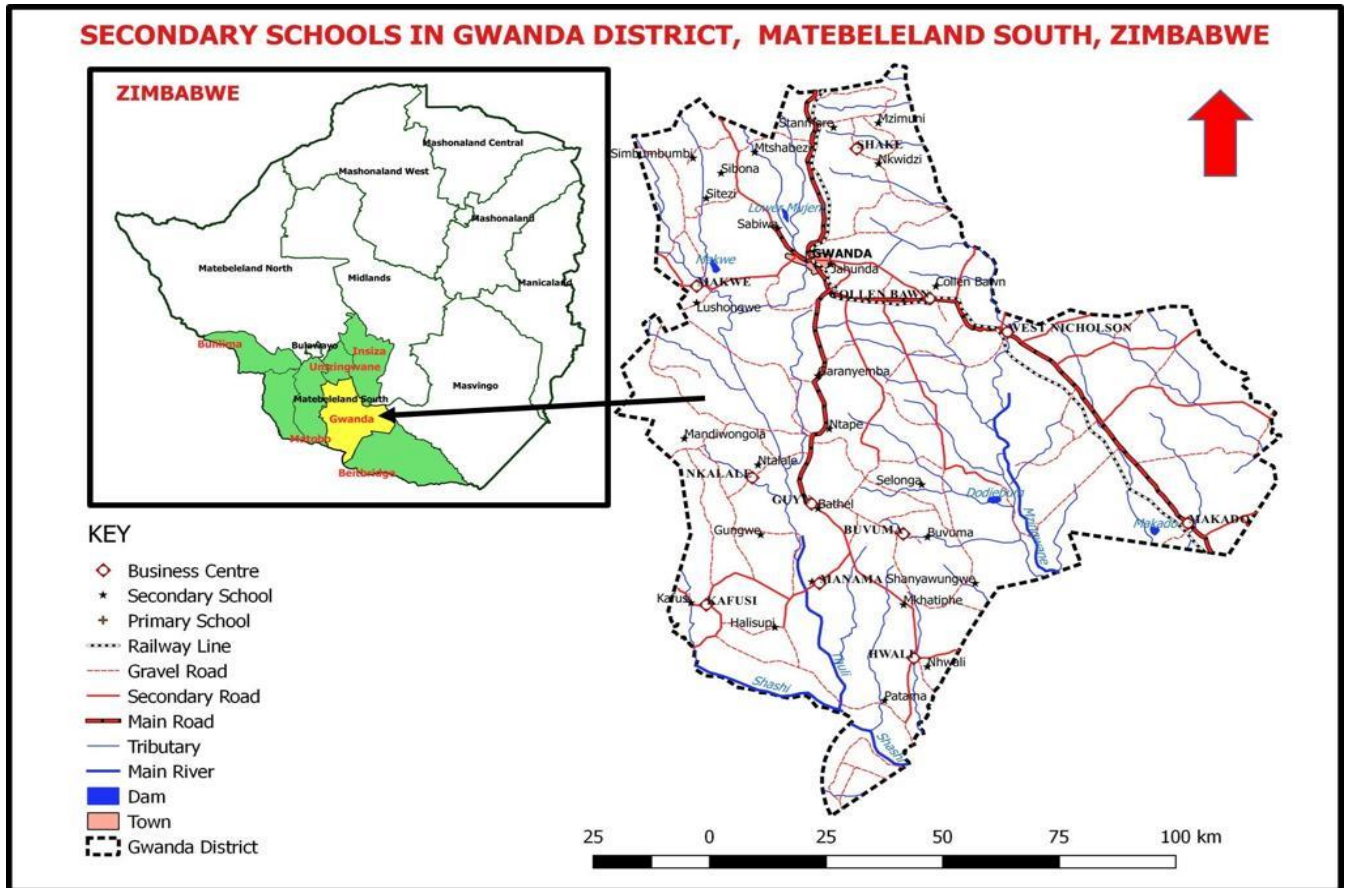 SECONDARY SCHOOLS IN GWANDA DISTRICT, MATEBELELAND SOUTH, ZIMBABWE
ZIMBABWE
Mashonaland Central
Mashonaland West
Mashonaland
Matebeleland North
Midlands
Manicaland
Bulilima
Bulawayo
Insiza
Umzingwane
Masvingo
Matebeleland South
Gwanda
Matobo
Beitbridge
Stanmore
Mzimuni
SHAKE
Simbumbumbi
Mtshabezi
Nkwidzi
Sibona
Sitezi
Lower Mujeni
Sabiwa
GWANDA
Makwe
Jahunda
MAKWE
COLLEN BAWN
Collen Bawn
Lushongwe
WEST NICHOLSON
Garanyemba
Mandiwongola
Ntape
Ntalale
NKALALE
Selonga
GUYU
Bathel
Dodieburn
Mzingwane
MAKADO
Makado
Gungwe
BUVUMA
Buvuma
MANAMA
Shanyawungwe
Kafusi
KAFUSI
Mkhatiphe
Halisupi
HWALI
Nhwali
Thuli
Shashi
Patama
Shashi
KEY
Business Centre
Secondary School
Primary School
Railway Line
Gravel Road
Secondary Road
Main Road
Tributary
Main River
Dam
Town
Gwanda District
25 0 25 50 75 100 km